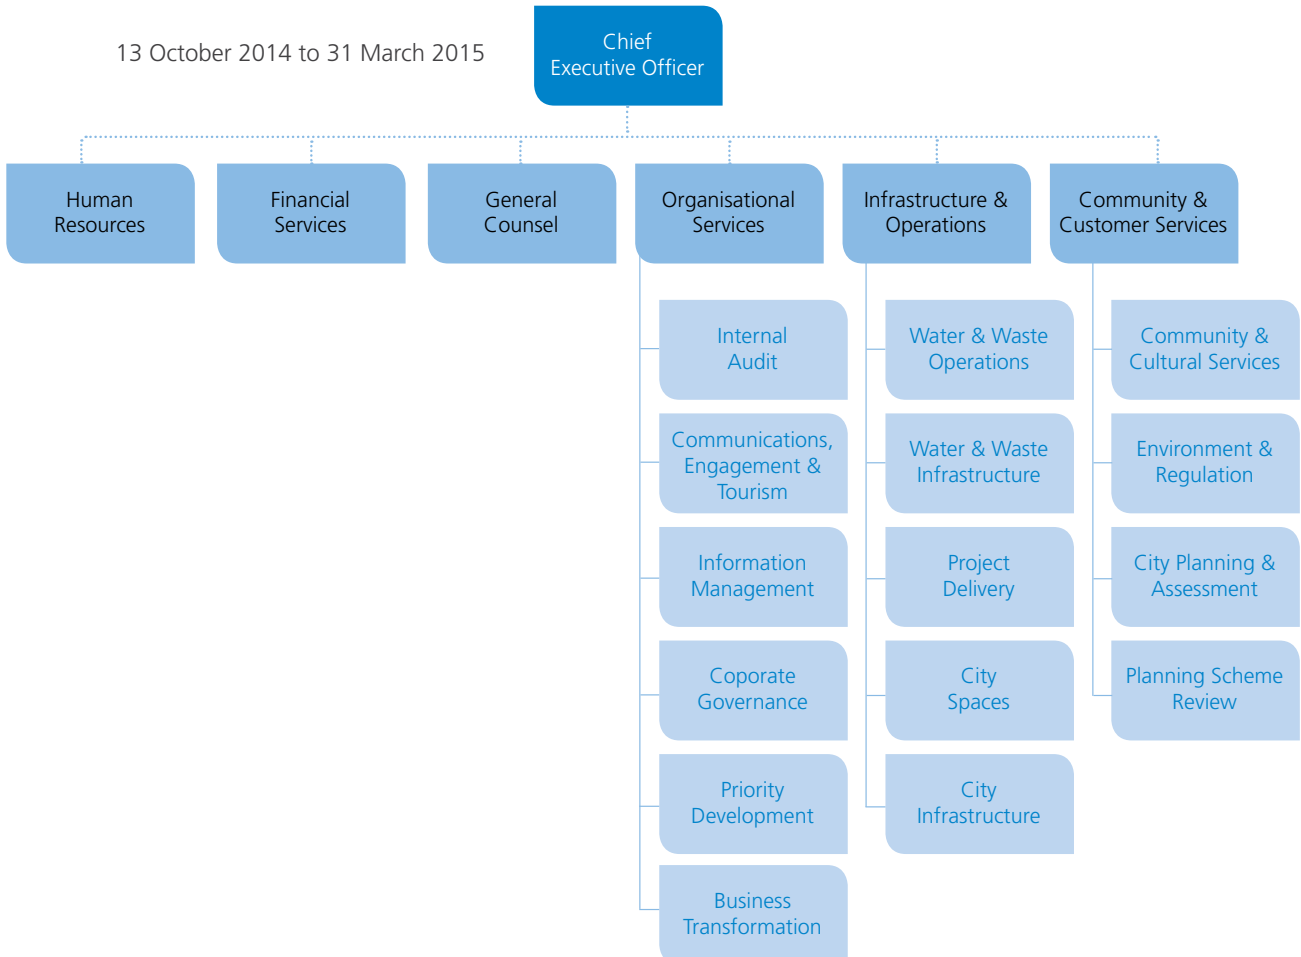 13 October 2014 to 31 March 2015
Chief
Executive Officer
Human
Resources
Financial
Services
General
Counsel
Organisational
Services
Infrastructure &
Operations
Community &
Customer Services
Internal
Audit
Communications,
Engagement &
Tourism
Information
Management
Coporate
Governance
Priority
Development
Business
Transformation
Water & Waste
Operations
Water & Waste
Infrastructure
Project
Delivery
City
Spaces
City
Infrastructure
Community &
Cultural Services
Environment &
Regulation
City Planning &
Assessment
Planning Scheme
Review